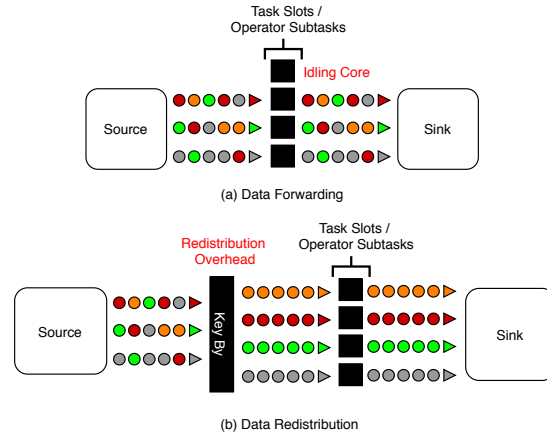 Task Slots /
Operator Subtasks
Idling Core
Source
Sink
(a) Data Forwarding
Task Slots /
Operator Subtasks
Redistribution
Overhead
Source
Key By
Sink
(b) Data Redistribution